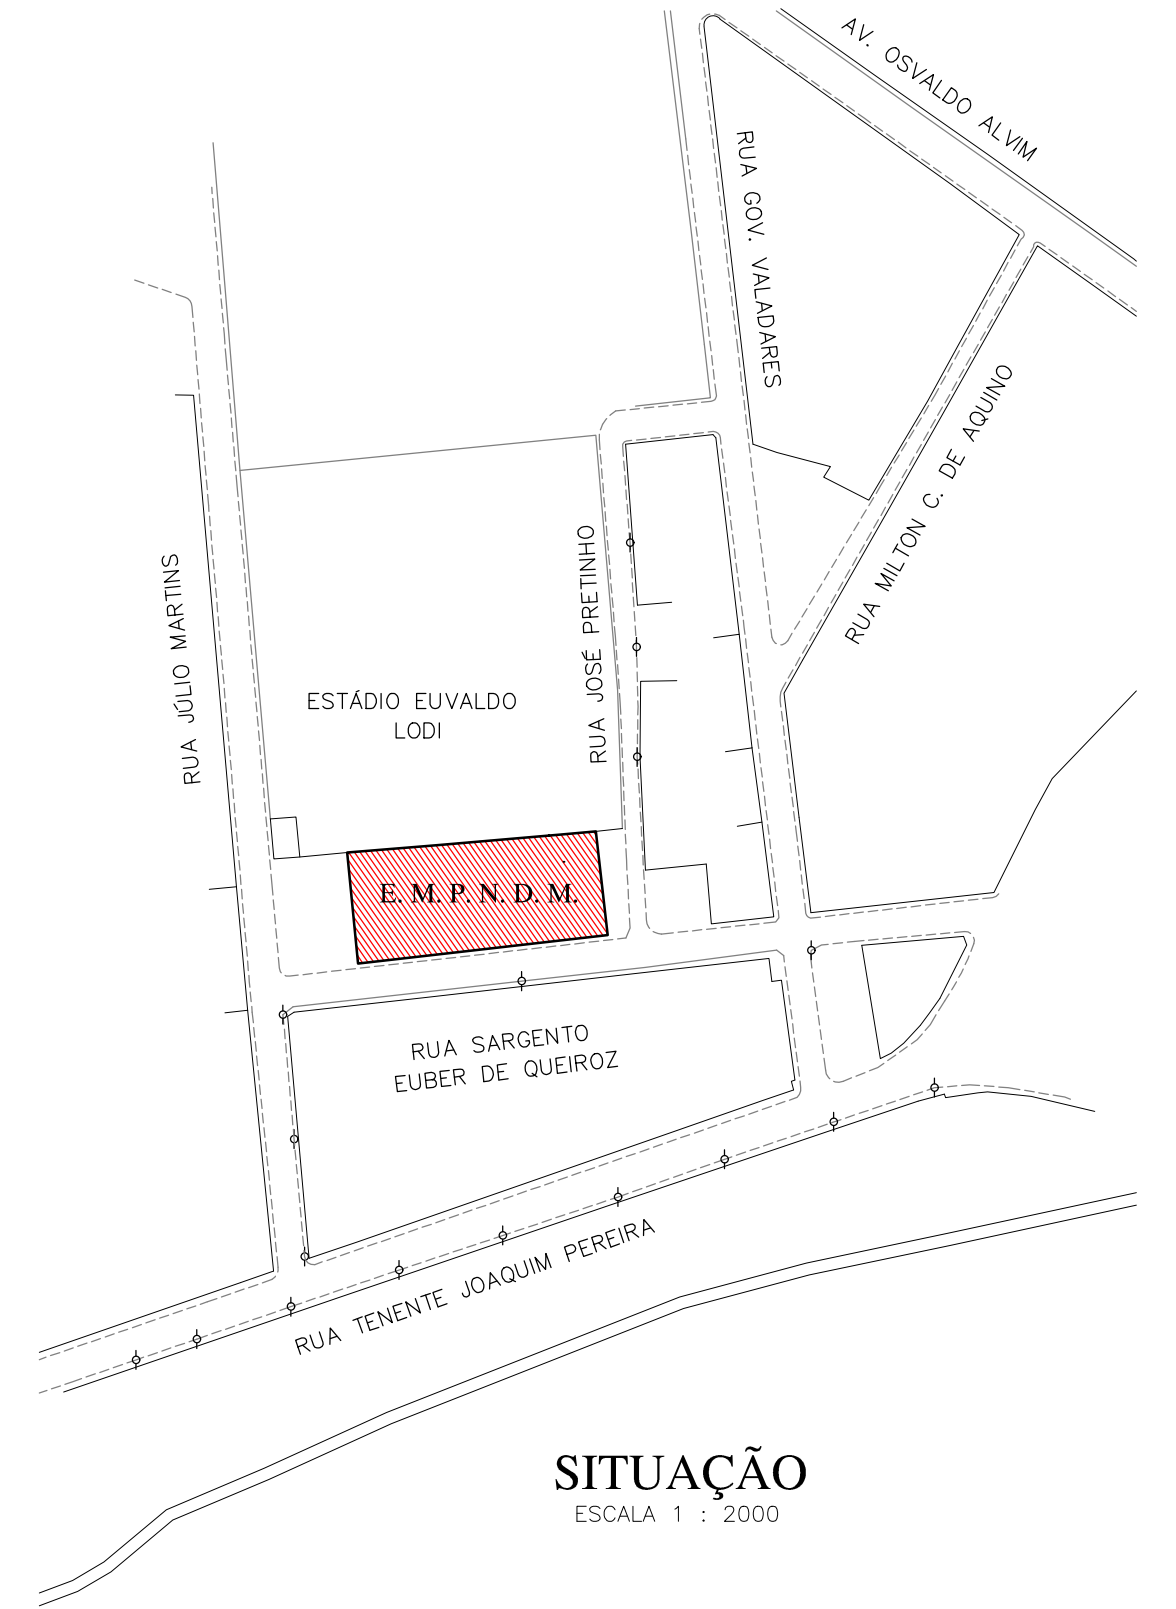 AV. OSVALDO ALVIM
RUA GOV. VALADARES
RUA MILTON C. DE AQUINO
RUA JÚLIO MARTINS
RUA JOSÉ PRETINHO
ESTÁDIO EUVALDO
LODI
E. M. P. N. D. M.
RUA SARGENTO
EUBER DE QUEIROZ
RUA TENENTE JOAQUIM PEREIRA
SITUAÇÃO
ESCALA 1 : 2000